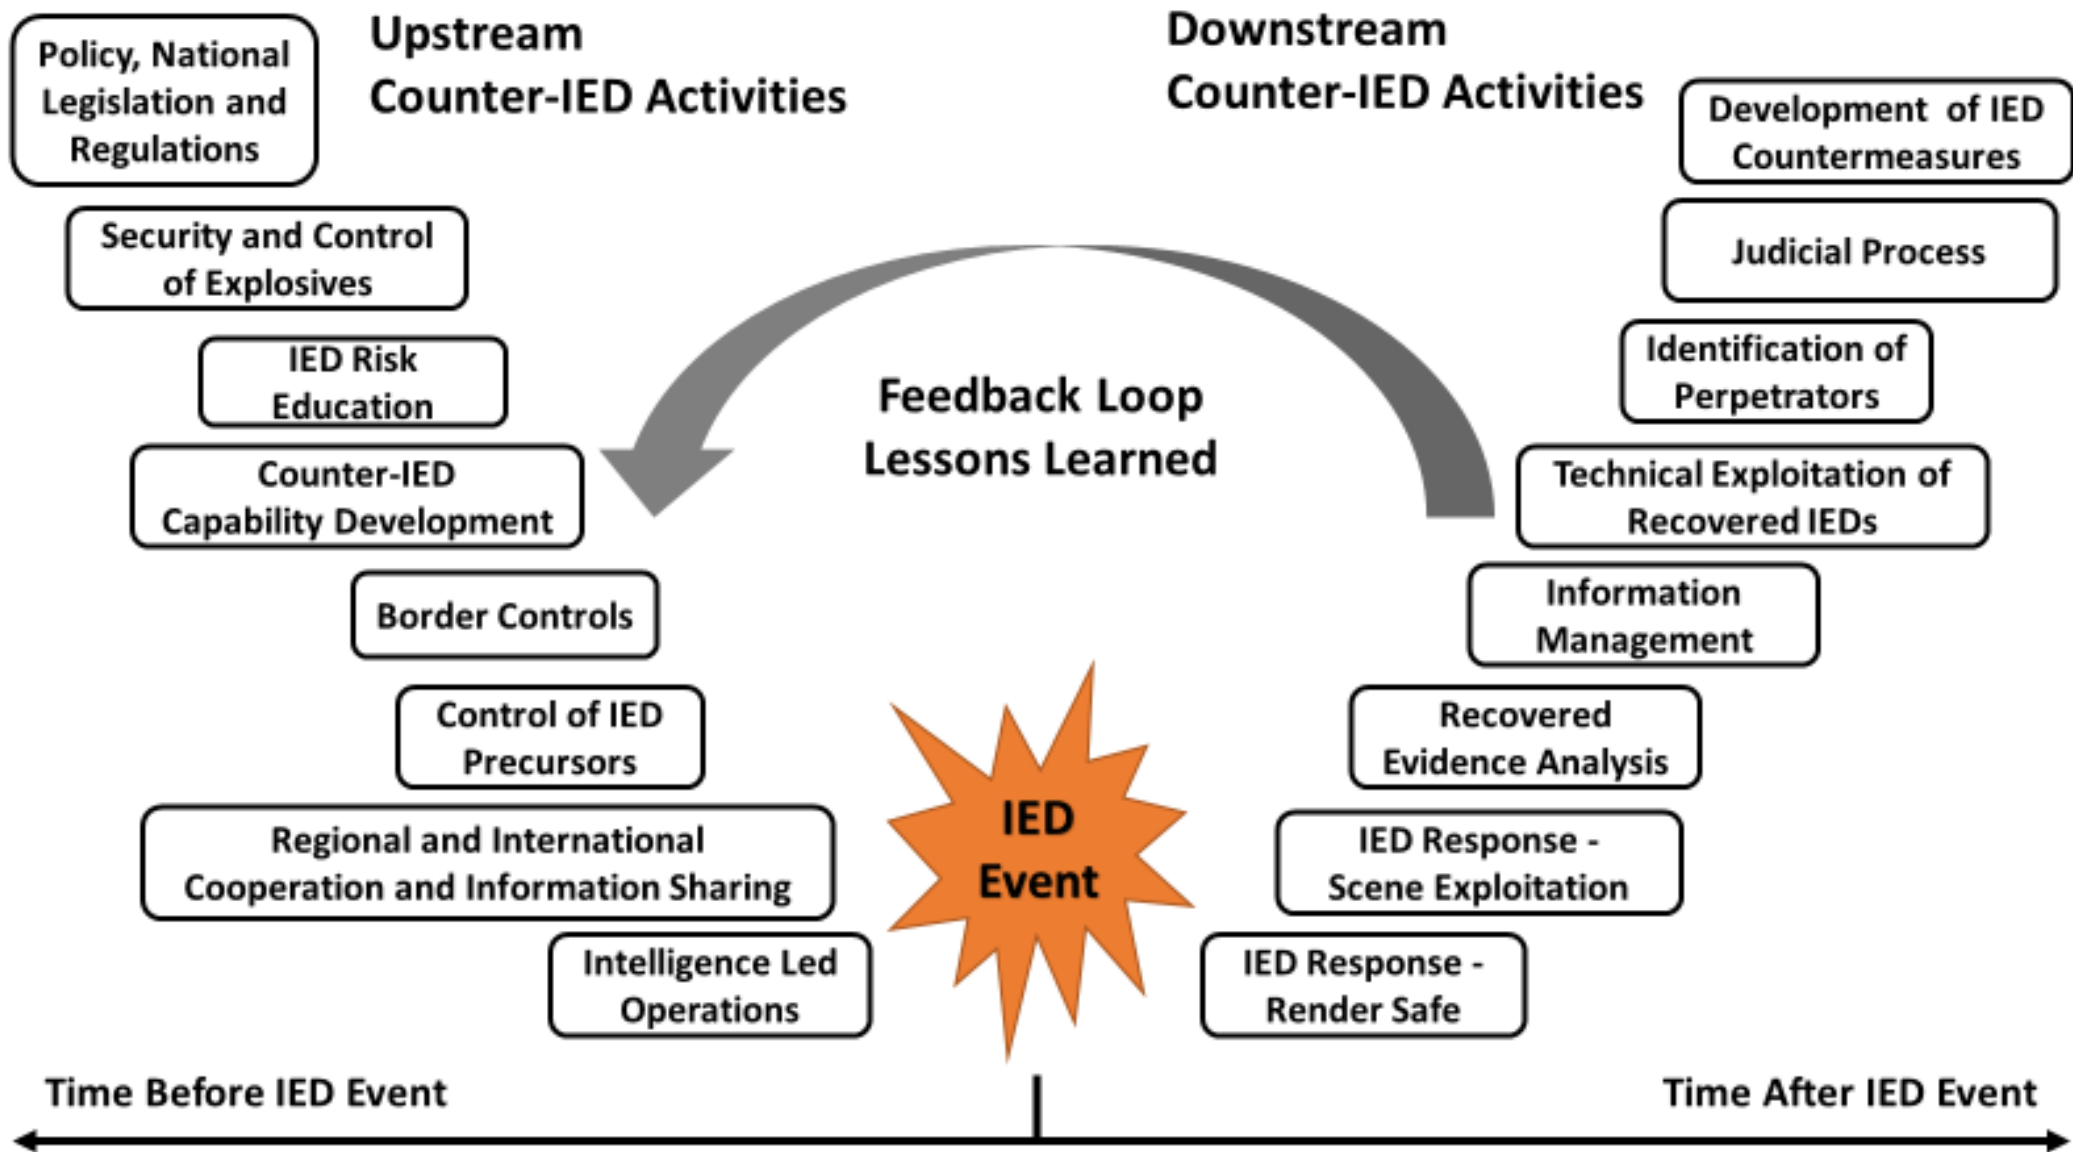 Policy, National
Legislation and
Regulations
Upstream
Counter-IED Activities
Downstream
Counter-IED Activities
Development of IED
Countermeasures
Security and Control
of Explosives
Judicial Process
IED Risk
Education
Feedback Loop
Lessons Learned
Identification of
Perpetrators
Counter-IED
Capability Development
Technical Exploitation of
Recovered IEDs
Border Controls
Information
Management
Control of IED
Precursors
Recovered
Evidence Analysis
Regional and International
Cooperation and Information Sharing
IED
Event
IED Response -
Scene Exploitation
Intelligence Led
Operations
IED Response -
Render Safe
Time Before IED Event
Time After IED Event